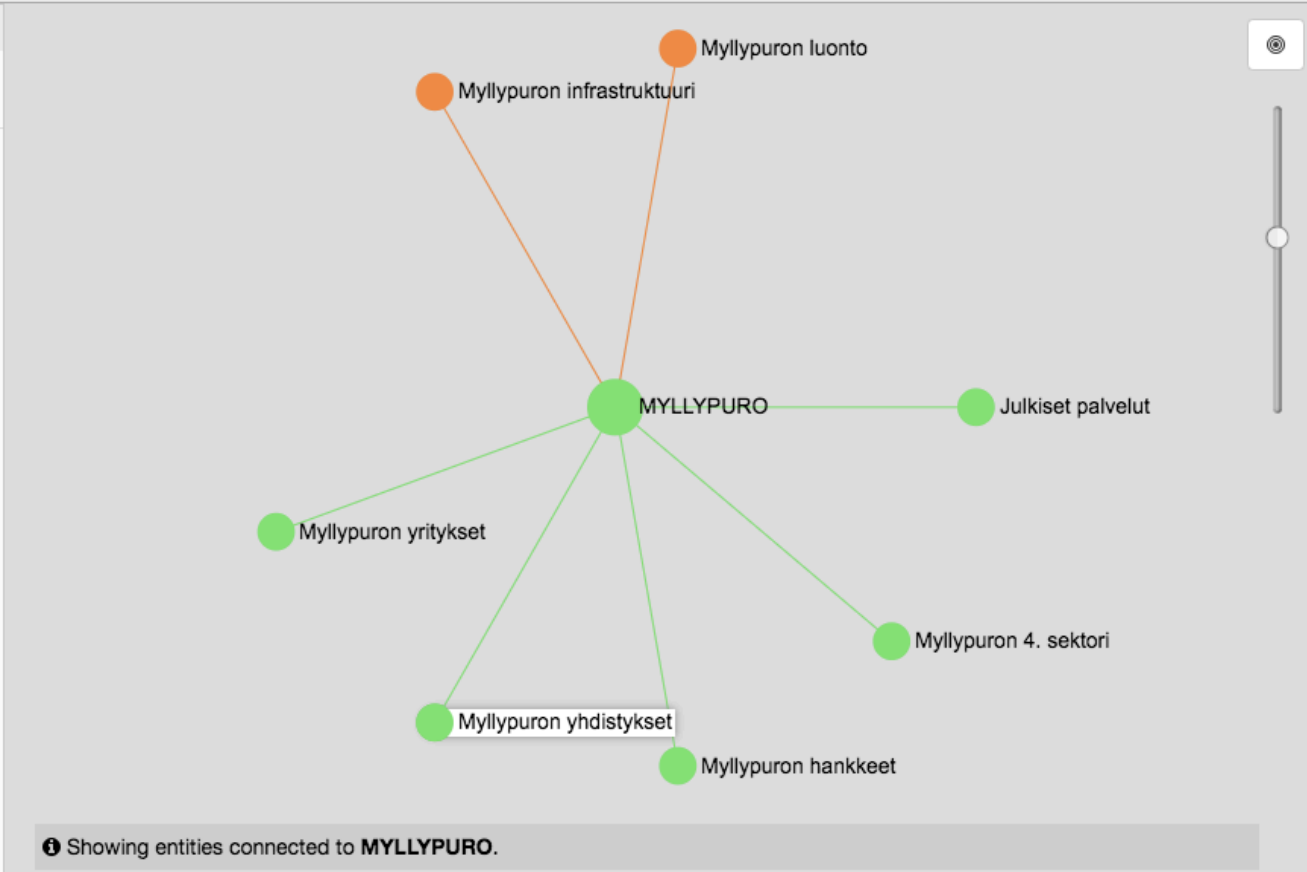 Myllypuron luonto
Myllypuron infrastruktuuri
MYLLYPURO
Julkiset palvelut
Myllypuron yritykset
Myllypuron 4. sektori
Myllypuron yhdistykset
Myllypuron hankkeet
Showing entities connected to MYLLYPURO.